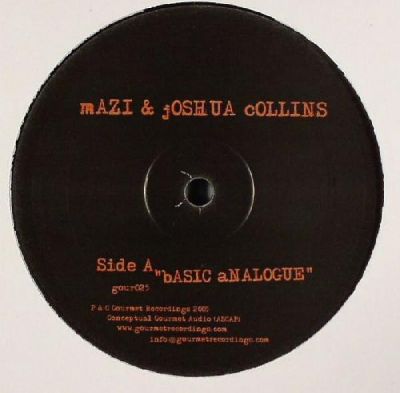 mAZI & jOSHUA cOLLINS
Side A "bASIC aNALOGUE"
gour025
P & © Gourmet Recordings 2005
Conceptual Gourmet Audio (ASCAP)
www.gourmetrecordings.com
info@gourmetrecordings.com